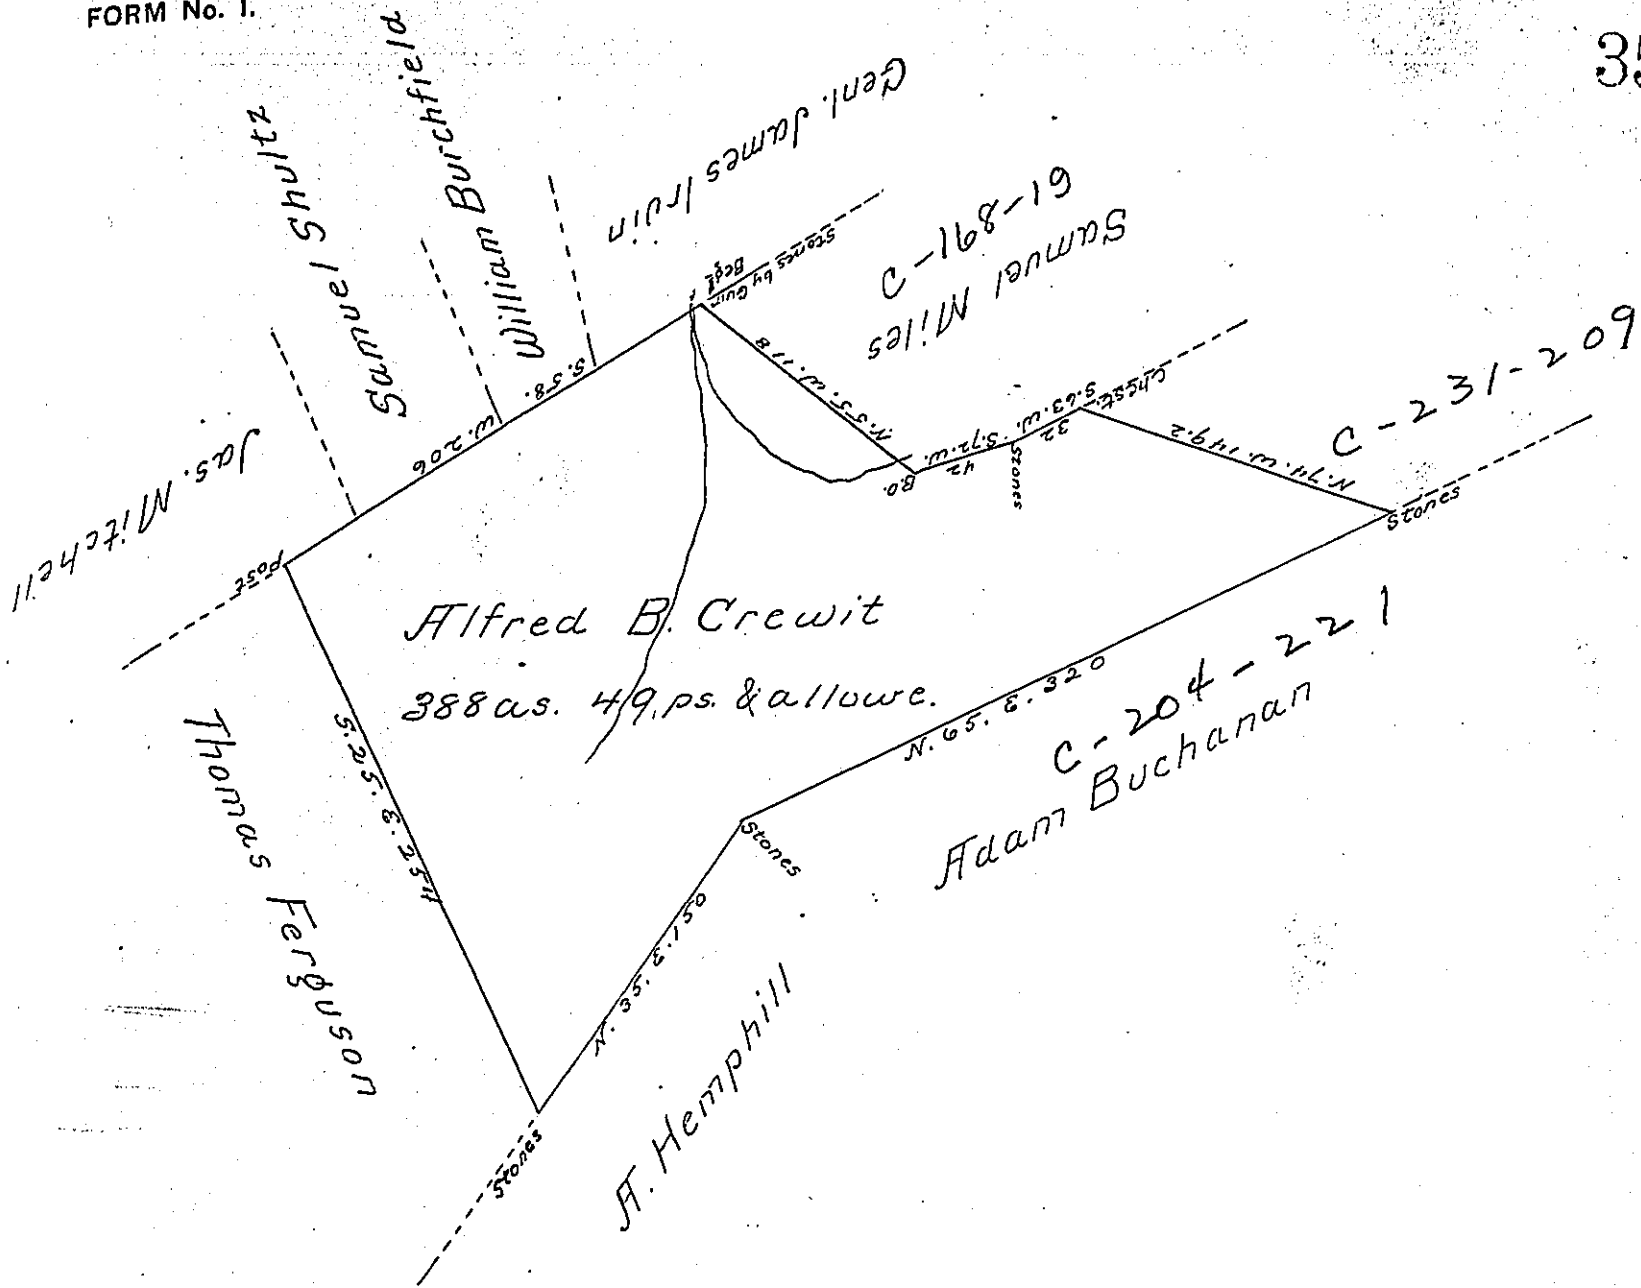 FORM No. 1.
35
Jas. Mitchell
Samuel Shultz
William Burchfield
Genl. James Irvin
C-168-19
Samuel Miles
C-231-209
C-204-221
Adam Buchanan
A. Hemphill
Thomas Ferguson
Alfred B. Crewit
388 as. 49. ps. & allowe.
Post
S. 58. W. 206
Beg.
Stones by Gum
N. 55. W. 118
B.O.
S. 72. W.
42
Stones
S. 63. W.
32
Chest.
N. 74. W. 149.2
Stones
N. 65. E. 320
Stones
N. 35. E. 150
Stones
S. 25. E. 254